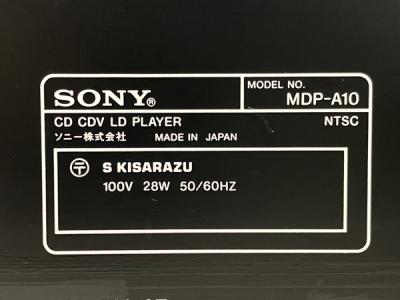 SONY®
MODEL NO.
MDP-A10
CD CDV LD PLAYER
NTSC
ソニー株式会社 MADE IN JAPAN
〒 S KISARAZU
100V 28W 50/60HZ